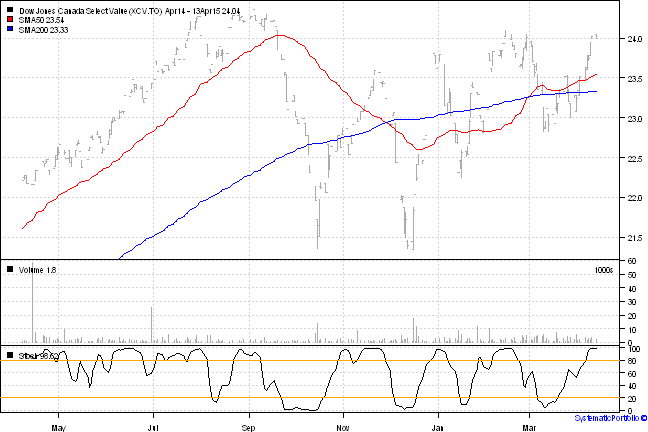 Dow Jones Canada Select Value (XCV.TO) Apr14 - 13Apr15 24.04
SMA50 23.54
SMA200 23.33
24.0
23.5
23.0
22.5
22.0
21.5
Volume 1.8
1000s
60
50
40
30
20
10
0
100
80
60
40
20
0
May
Jul
Sep
Nov
Jan
Mar
SystematicPortfolio ©